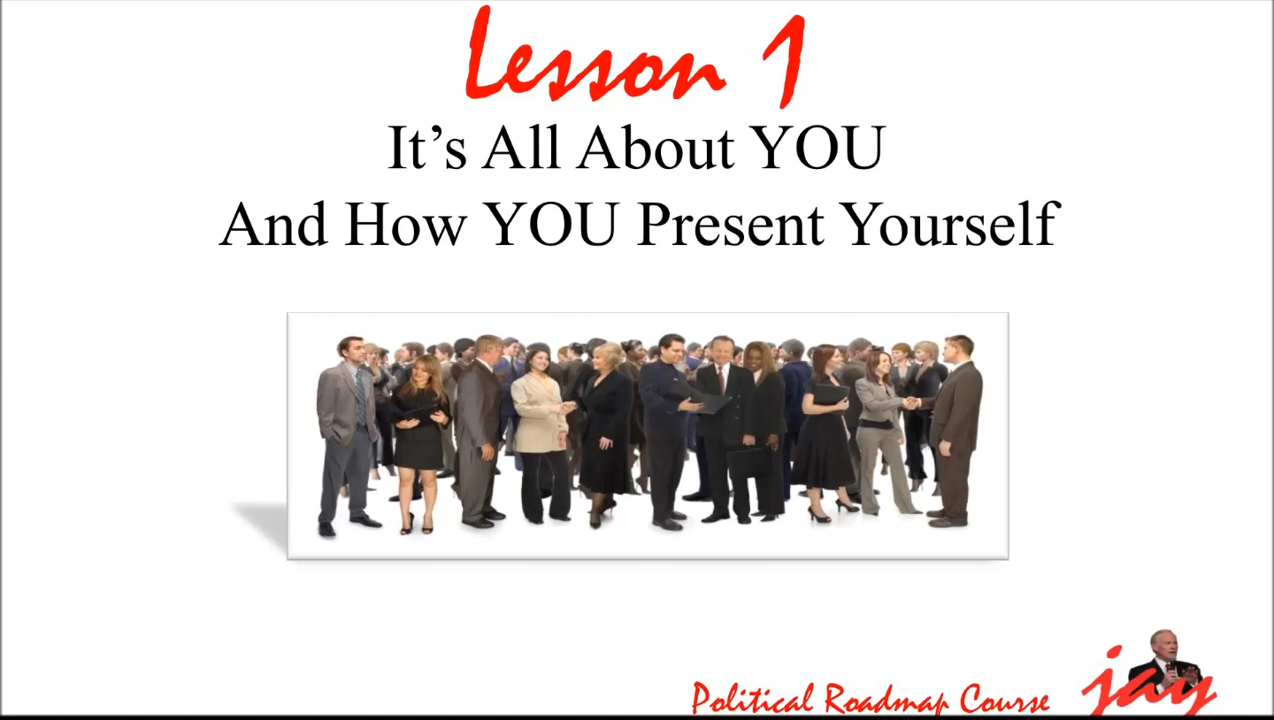 Lesson 1
It's All About YOU
And How YOU Present Yourself
Political Roadmap Course
jay